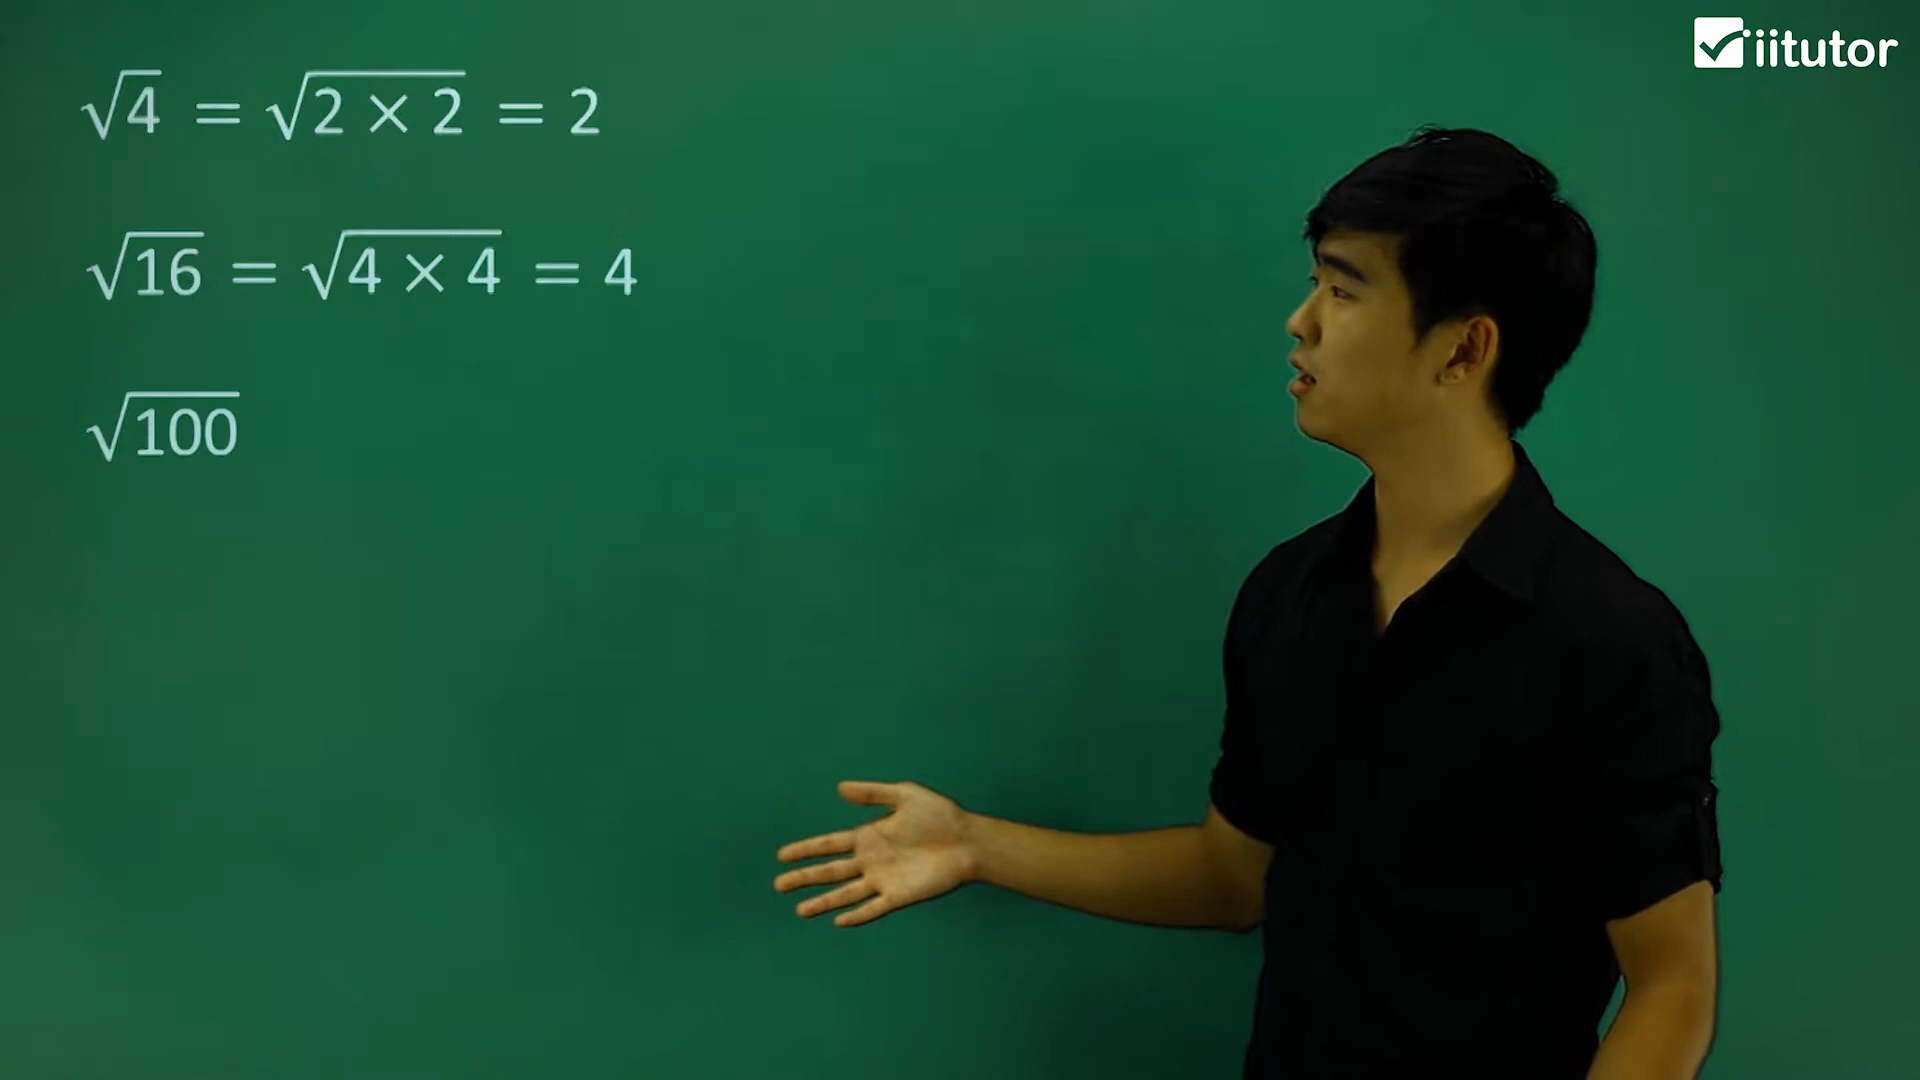 iitutor
√4 = √2 × 2 = 2
√16 = √4 × 4 = 4
√100